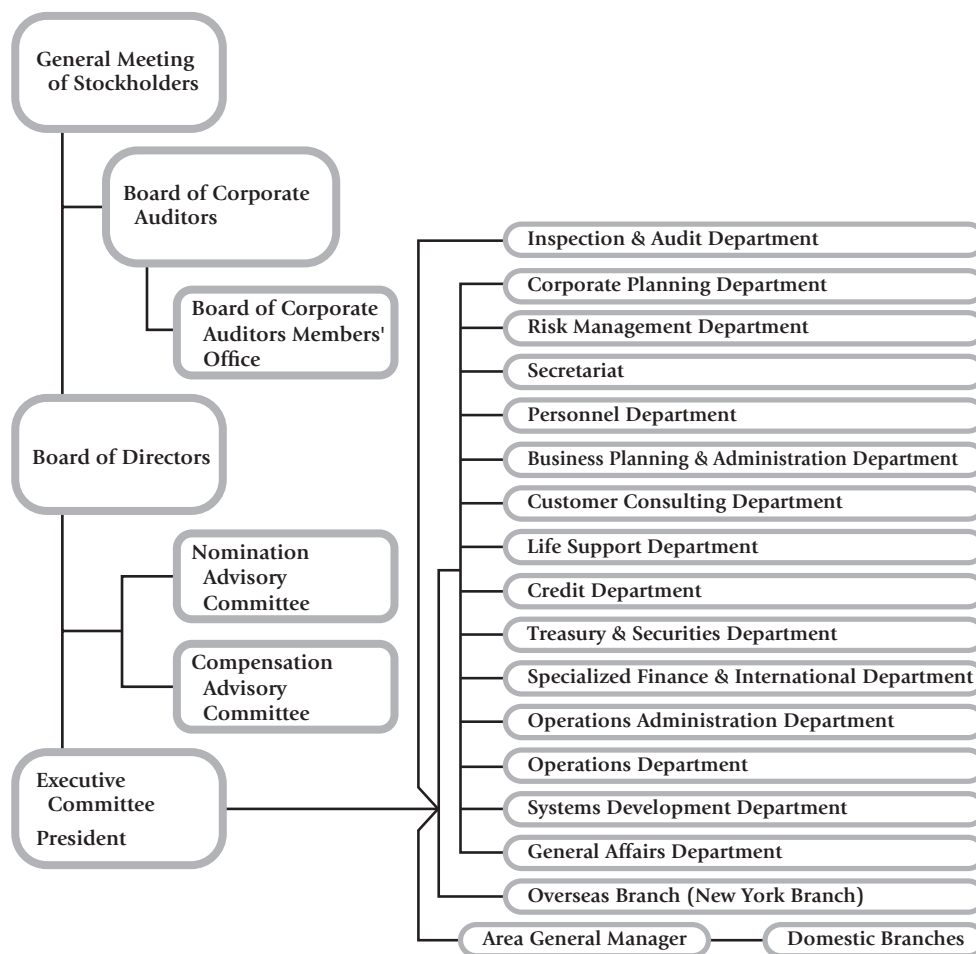 General Meeting
of Stockholders
Board of Corporate
Auditors
Board of Corporate
Auditors Members'
Office
Board of Directors
Nomination
Advisory
Committee
Compensation
Advisory
Committee
Executive
Committee
President
Inspection & Audit Department
Corporate Planning Department
Risk Management Department
Secretariat
Personnel Department
Business Planning & Administration Department
Customer Consulting Department
Life Support Department
Credit Department
Treasury & Securities Department
Specialized Finance & International Department
Operations Administration Department
Operations Department
Systems Development Department
General Affairs Department
Overseas Branch (New York Branch)
Area General Manager
Domestic Branches